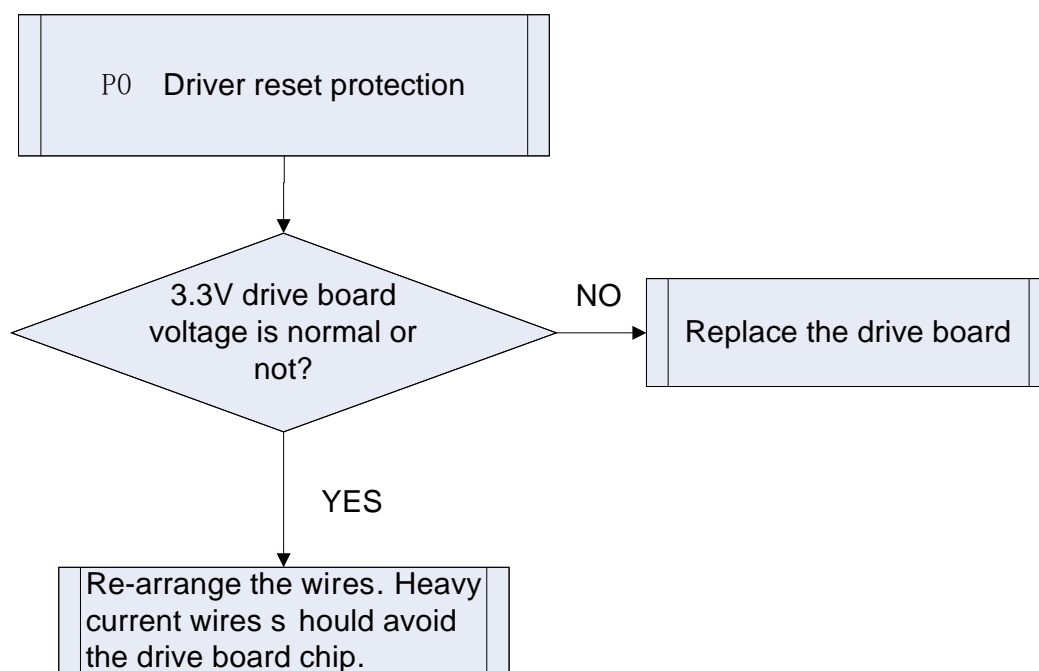 P0 Driver reset protection
3.3V drive board
voltage is normal or
not?
NO
Replace the drive board
YES
Re-arrange the wires. Heavy
current wires s hould avoid
the drive board chip.